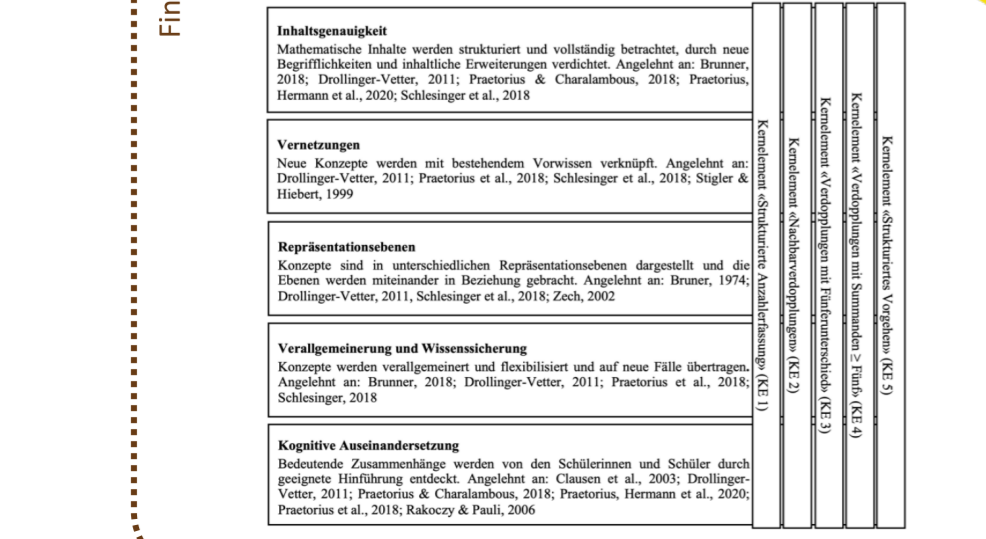 Fin
Inhaltsgenauigkeit
Mathematische Inhalte werden strukturiert und vollständig betrachtet, durch neue
Begrifflichkeiten und inhaltliche Erweiterungen verdichtet. Angelehnt an: Brunner,
2018; Drollinger-Vetter, 2011; Praetorius & Charalambous, 2018; Praetorius,
Hermann et al., 2020; Schlesinger et al., 2018
Vernetzungen
Neue Konzepte werden mit bestehendem Vorwissen verknüpft. Angelehnt an:
Drollinger-Vetter, 2011; Praetorius et al., 2018; Schlesinger et al., 2018; Stigler &
Hiebert, 1999
Repräsentationsebenen
Konzepte sind in unterschiedlichen Repräsentationsebenen dargestellt und die
Ebenen werden miteinander in Beziehung gebracht. Angelehnt an: Bruner, 1974;
Drollinger-Vetter, 2011, Schlesinger et al., 2018; Zech, 2002
Verallgemeinerung und Wissenssicherung
Konzepte werden verallgemeinert und flexibilisiert und auf neue Fälle übertragen.
Angelehnt an: Brunner, 2018; Drollinger-Vetter, 2011; Praetorius et al., 2018;
Schlesinger, 2018
Kognitive Auseinandersetzung
Bedeutende Zusammenhänge werden von den Schülerinnen und Schüler durch
geeignete Hinführung entdeckt. Angelehnt an: Clausen et al., 2003; Drollinger-
Vetter, 2011; Praetorius & Charalambous, 2018; Praetorius, Hermann et al., 2020;
Praetorius et al., 2018; Rakoczy & Pauli, 2006
Kernelement «Strukturierte Anzahlerfassung» (KE 1)
Kernelement «Nachbarverdopplungen» (KE 2)
Kernelement «Verdopplungen mit Fünferunterschied» (KE 3)
Kernelement «Verdopplungen mit Summanden ≥ Fünf» (KE 4)
Kernelement «Strukturiertes Vorgehen» (KE 5)